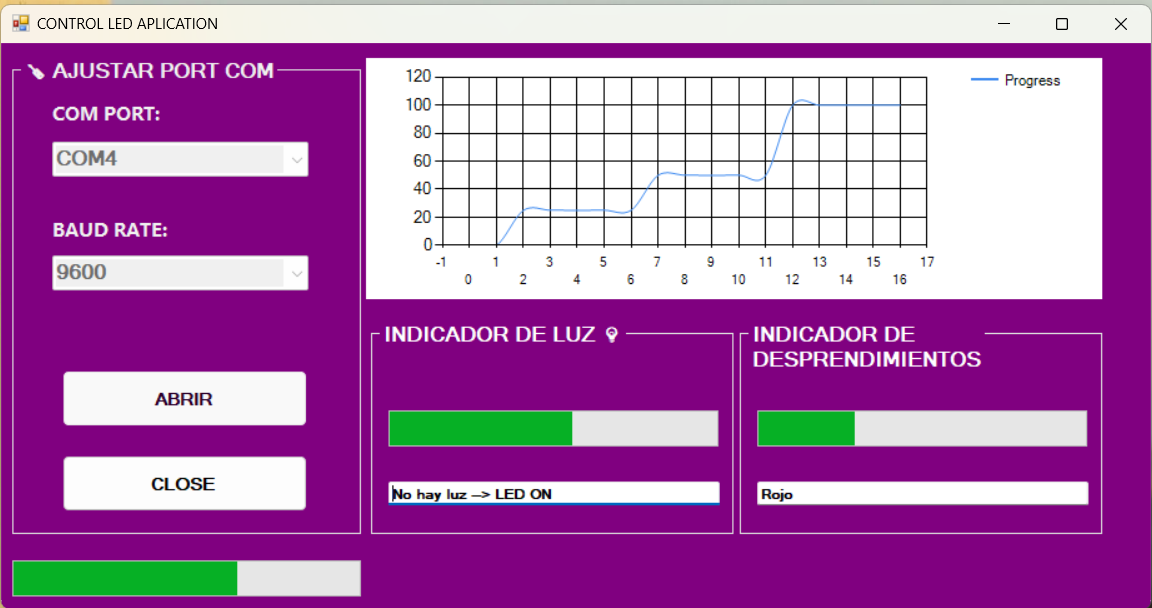 CONTROL LED APLICATION
AJUSTAR PORT COM
COM PORT:
COM4
BAUD RATE:
9600
ABRIR
CLOSE
120
100
80
60
40
20
0
-1 1 3 5 7 9 11 13 15 17
0 2 4 6 8 10 12 14 16
Progress
INDICADOR DE LUZ
No hay luz --> LED ON
INDICADOR DE
DESPRENDIMIENTOS
Rojo